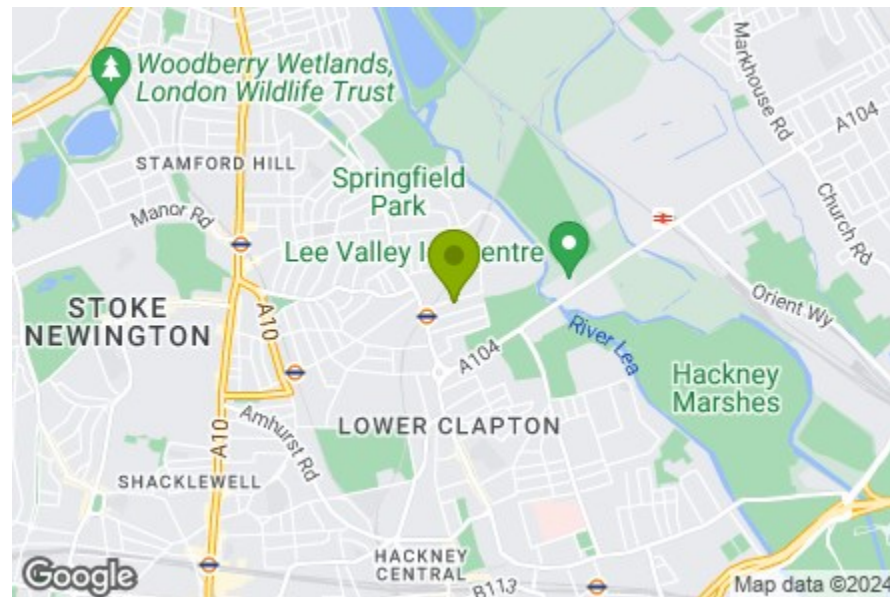 Woodberry Wetlands,
London Wildlife Trust
Markhouse Rd
A104
STAMFORD HILL
Springfield
Park
Church Rd
Manor Rd
Lee Valley I
entre
STOKE
NEWINGTON
A10
Orient Wy
River Lea
A104
Hackney
Marshes
A10
Amhurst Rd
LOWER CLAPTON
SHACKLEWELL
HACKNEY
CENTRAL
B113
Google
Map data ©2024